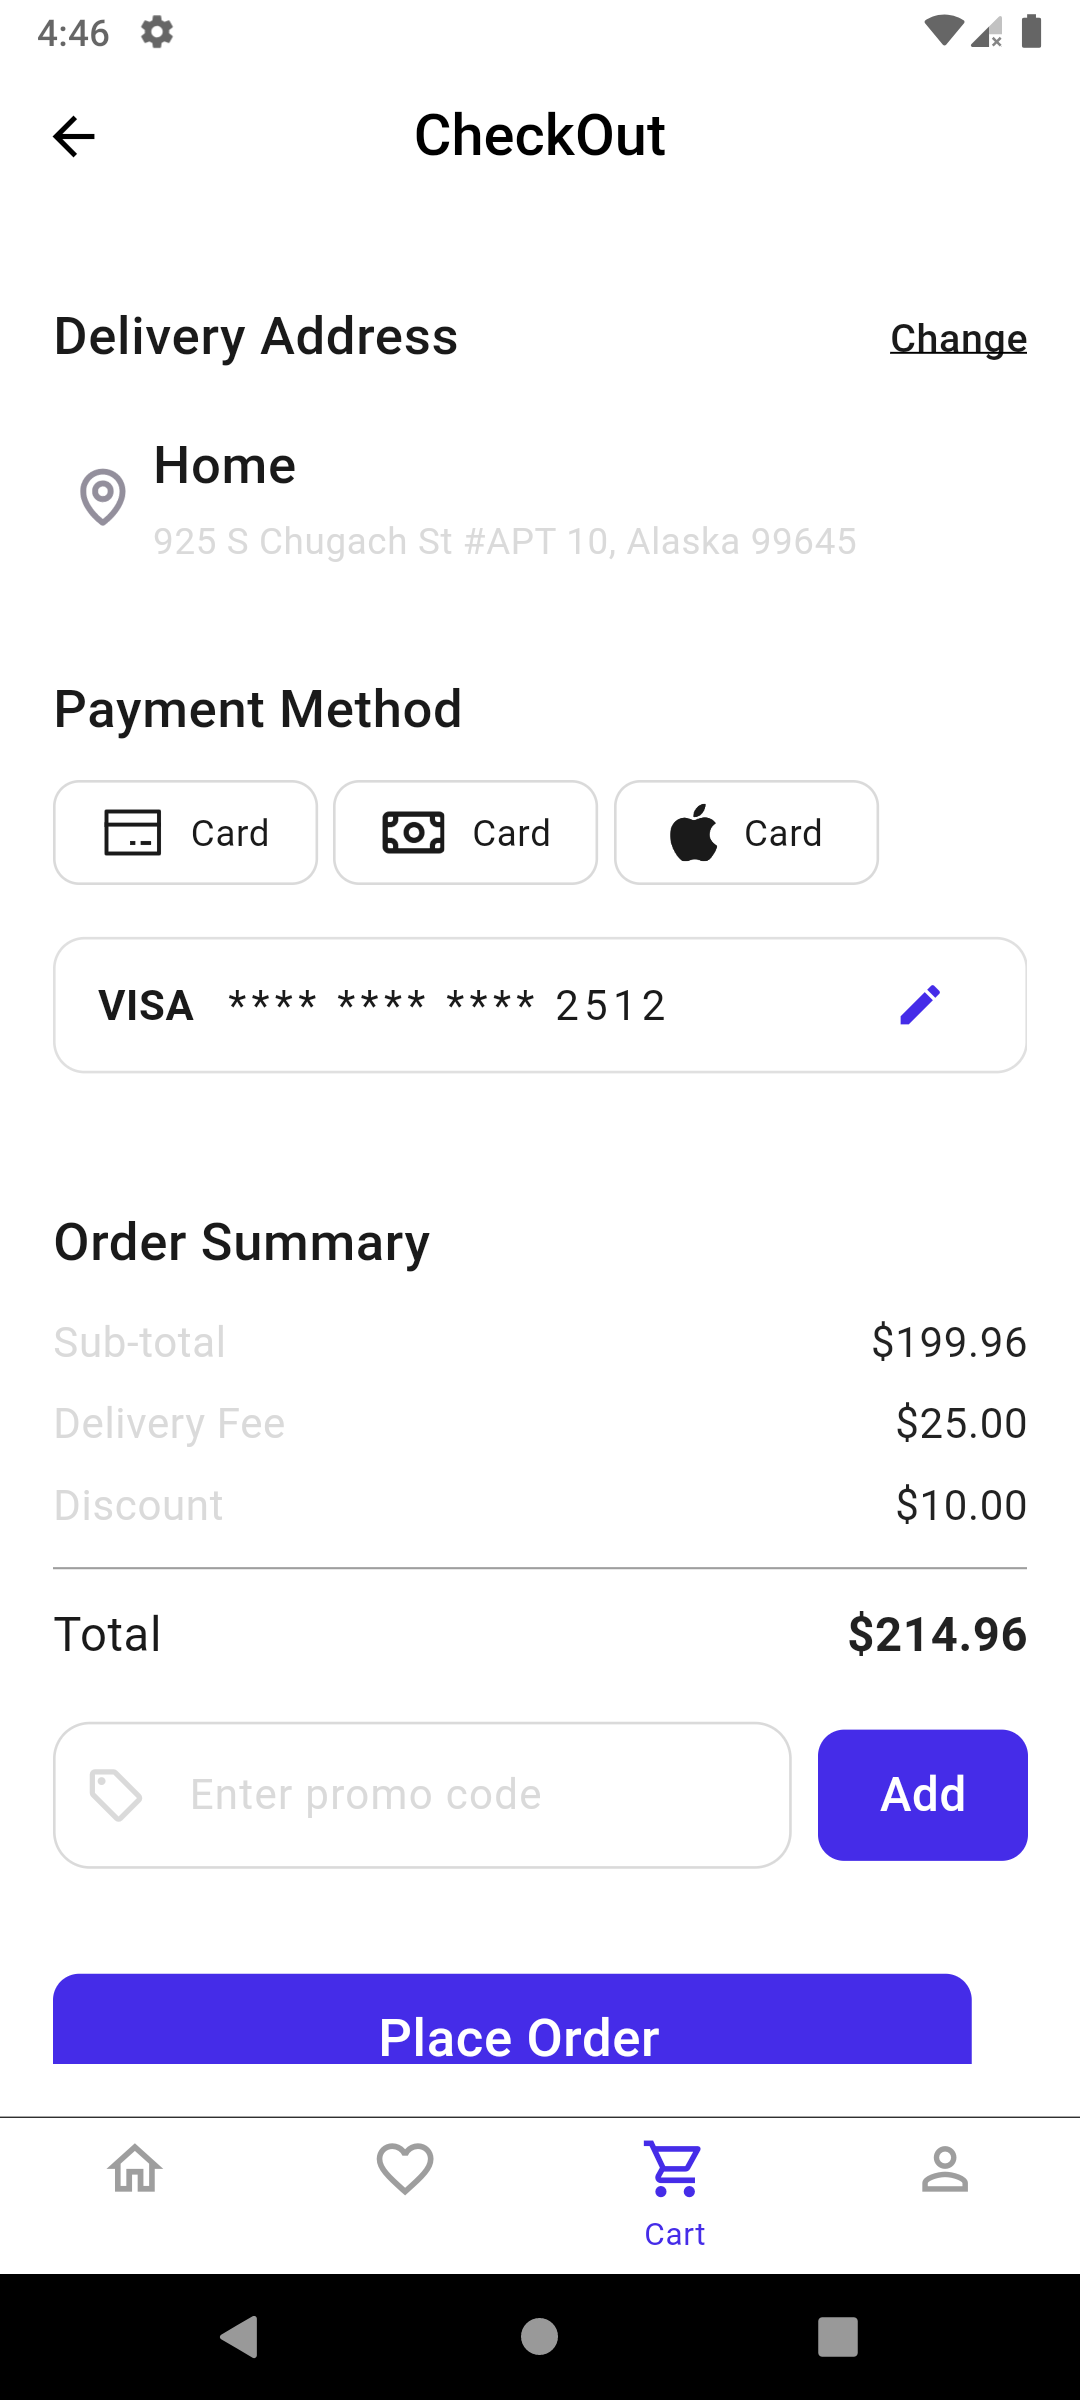 4:46
CheckOut
Delivery Address Change
Home
925 S Chugach St #APT 10, Alaska 99645
Payment Method
Card Card Card
VISA **** **** **** 2512
Order Summary
Sub-total $199.96
Delivery Fee $25.00
Discount $10.00
Total $214.96
Enter promo code Add
Place Order
Cart